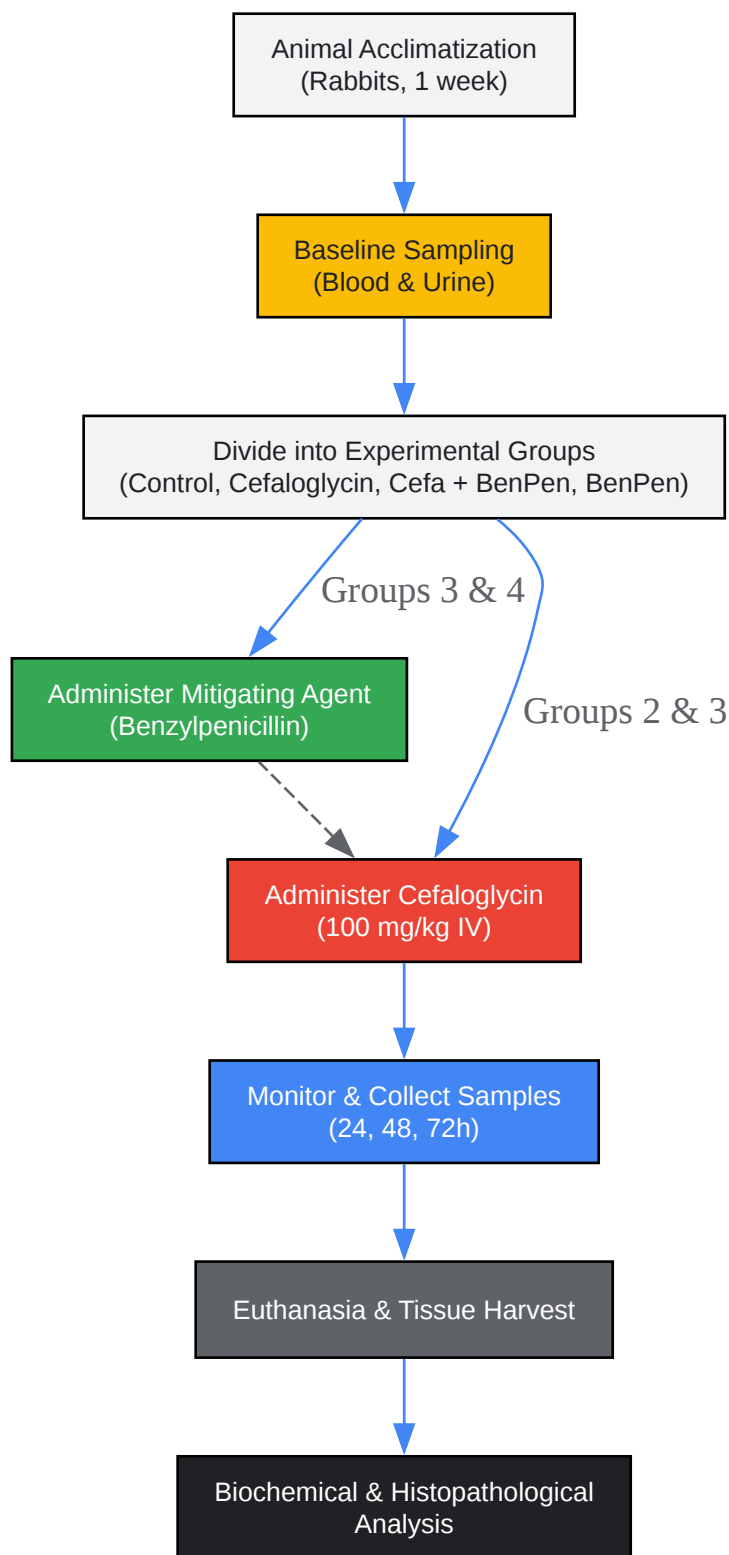 Animal Acclimatization
(Rabbits, 1 week)
Baseline Sampling
(Blood & Urine)
Divide into Experimental Groups
(Control, Cefaloglycin, Cefa + BenPen, BenPen)
Groups 3 & 4
Administer Mitigating Agent
(Benzylpenicillin)
Groups 2 & 3
Administer Cefaloglycin
(100 mg/kg IV)
Monitor & Collect Samples
(24, 48, 72h)
Euthanasia & Tissue Harvest
Biochemical & Histopathological
Analysis